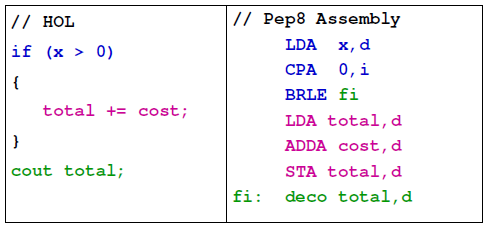 // HOL
if (x > 0)
{
total += cost;
}
cout total;
// Pep8 Assembly
LDA x,d
CPA 0,i
BRLE fi
LDA total,d
ADDA cost,d
STA total,d
fi: deco total,d